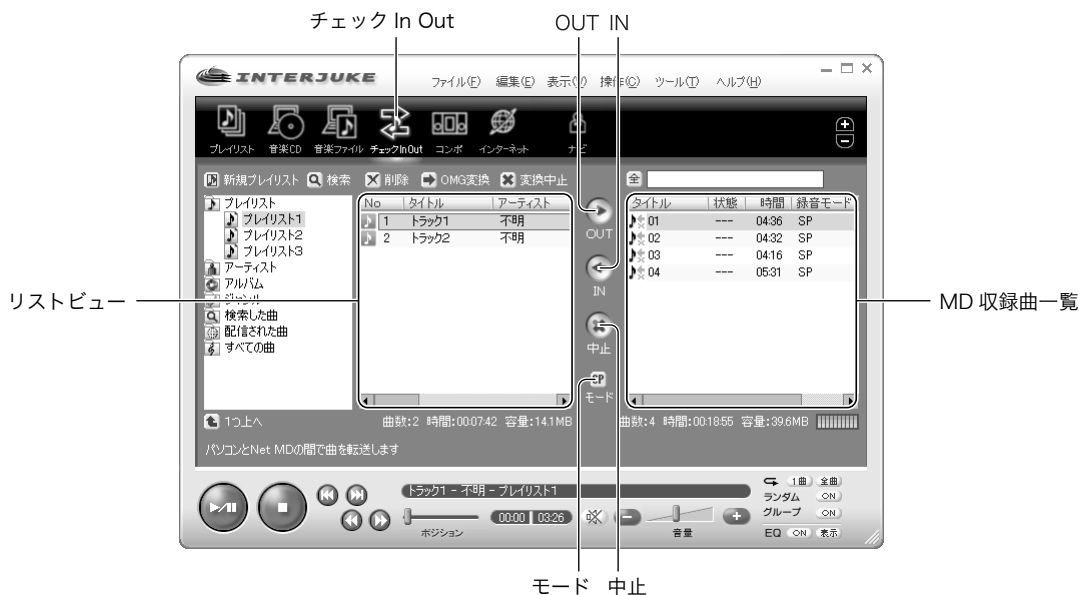 チェック In Out
OUT IN
INTERJUKE
ファイル(F) 編集(E) 表示(V) 操作(C) ツール(T) ヘルプ(H)
プレイリスト 音楽CD 音楽ファイル チェックInOut コンポ インターネット ナビ
新規プレイリスト 検索 削除 OMG変換 変換中止 全
プレイリスト
プレイリスト1
プレイリスト2
プレイリスト3
アーティスト
アルバム
ジャンル
検索した曲
配信された曲
すべての曲
No タイトル アーティスト
1 トラック1 不明
2 トラック2 不明
OUT
IN
中止
SP
モード
タイトル 状態 時間 録音モード
01 --- 04:36 SP
02 --- 04:32 SP
03 --- 04:16 SP
04 --- 05:31 SP
リストビュー
MD 収録曲一覧
1つ上へ
曲数:2 時間:00:07:42 容量:14.1MB
曲数:4 時間:00:18:55 容量:39.6MB
パソコンとNet MDの間で曲を転送します
トラック1 - 不明 - プレイリスト1
00:00 03:26
ポジション
音量
1曲 全曲
ランダム ON
グループ ON
EQ ON 表示
モード 中止